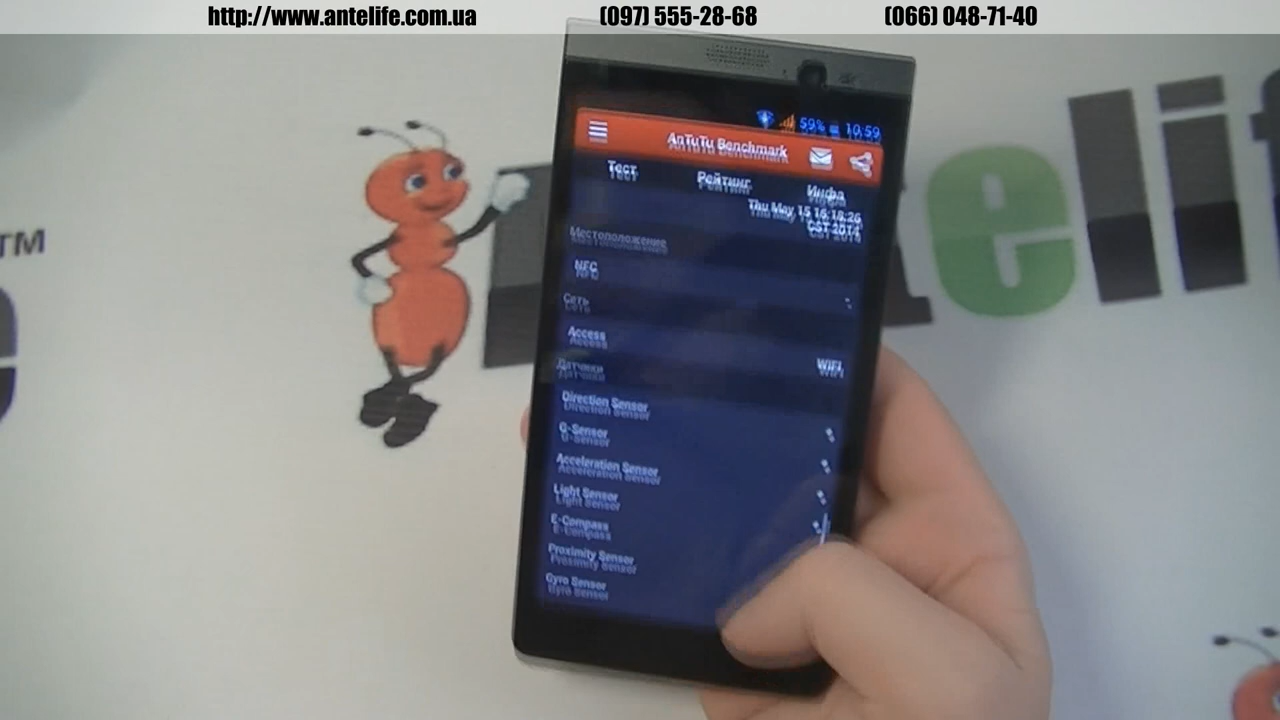 http://www.antelife.com.ua (097) 555-28-68 (066) 048-71-40
59% 10:59
AnTuTu Benchmark
Тест Рейтинг Инфа
Thu May 15 16:18:26
CST 2014
Местоположение
NFC
Сеть
Access WIFI
Датчики
Direction Sensor
G-Sensor
Acceleration Sensor
Light Sensor
E-Compass
Proximity Sensor
Gyro Sensor
TM
elif